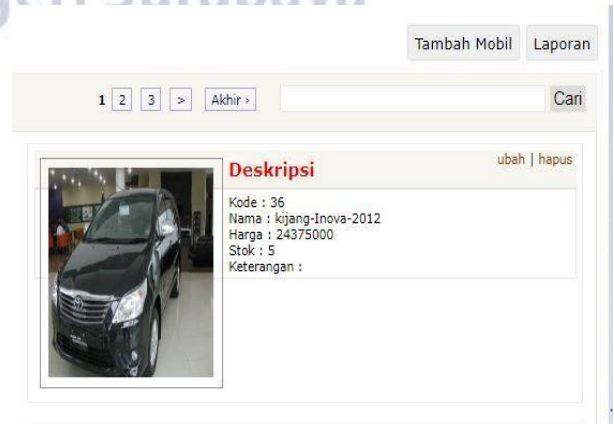 Tambah Mobil Laporan
1 2 3 > Akhir › Cari
Deskripsi ubah | hapus
Kode : 36
Nama : kijang-Inova-2012
Harga : 24375000
Stok : 5
Keterangan :